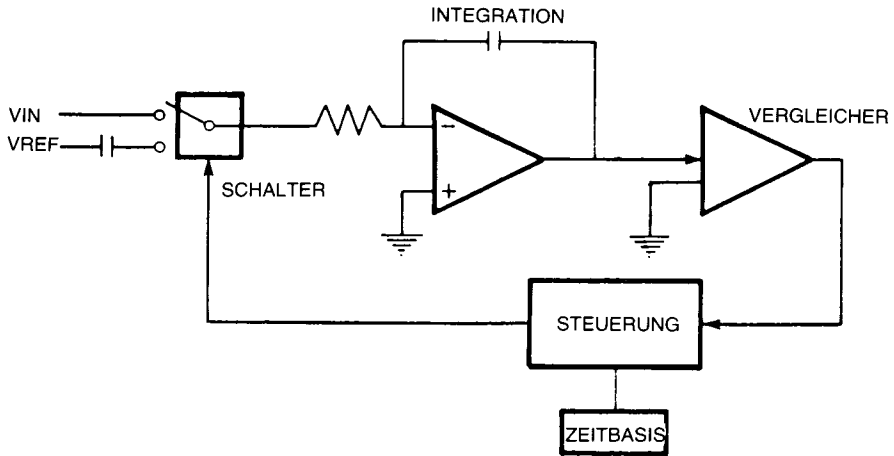 INTEGRATION
VIN
VREF
SCHALTER
VERGLEICHER
STEUERUNG
ZEITBASIS